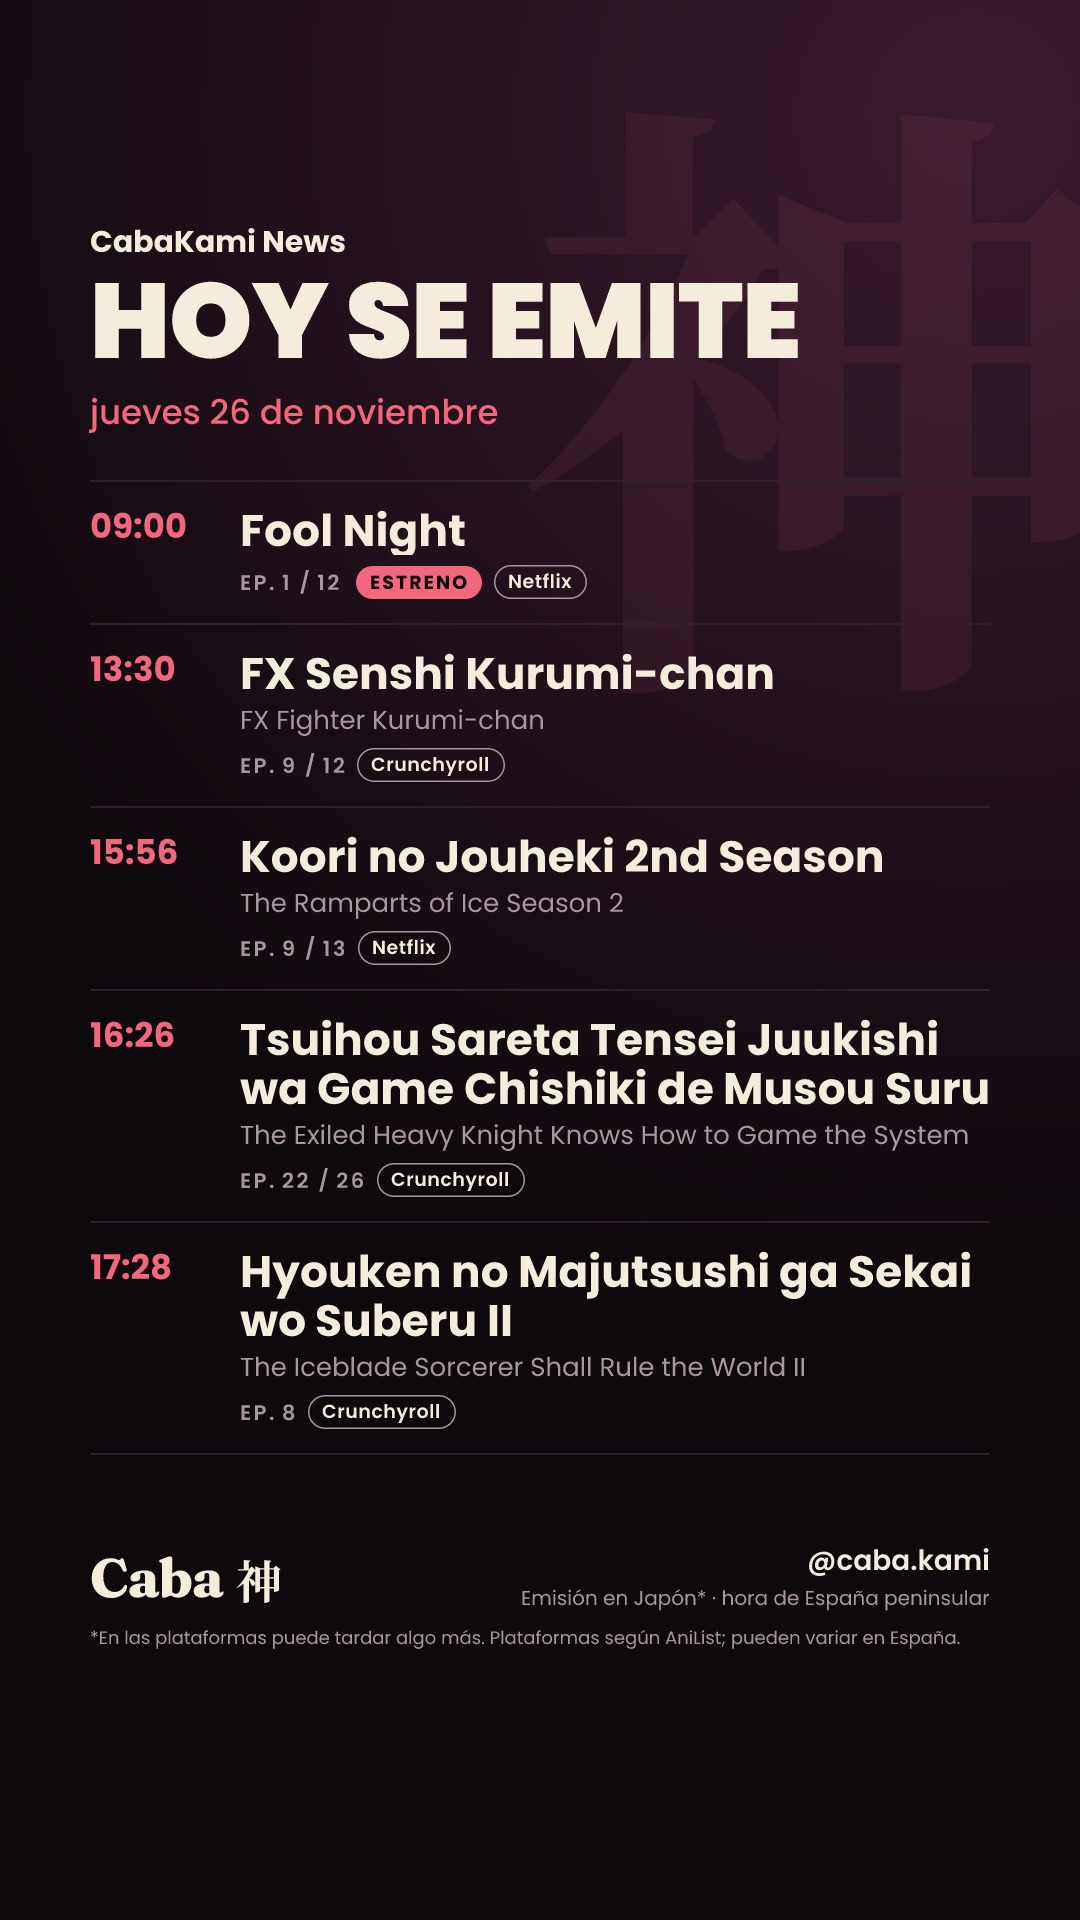 神
CabaKami News
HOY SE EMITE
jueves 26 de noviembre
09:00
Fool Night
EP. 1 / 12 ESTRENO Netflix
13:30
FX Senshi Kurumi-chan
FX Fighter Kurumi-chan
EP. 9 / 12 Crunchyroll
15:56
Koori no Jouheki 2nd Season
The Ramparts of Ice Season 2
EP. 9 / 13 Netflix
16:26
Tsuihou Sareta Tensei Juukishi
wa Game Chishiki de Musou Suru
The Exiled Heavy Knight Knows How to Game the System
EP. 22 / 26 Crunchyroll
17:28
Hyouken no Majutsushi ga Sekai
wo Suberu II
The Iceblade Sorcerer Shall Rule the World II
EP. 8 Crunchyroll
Caba 神
@caba.kami
Emisión en Japón* · hora de España peninsular
*En las plataformas puede tardar algo más. Plataformas según AniList; pueden variar en España.